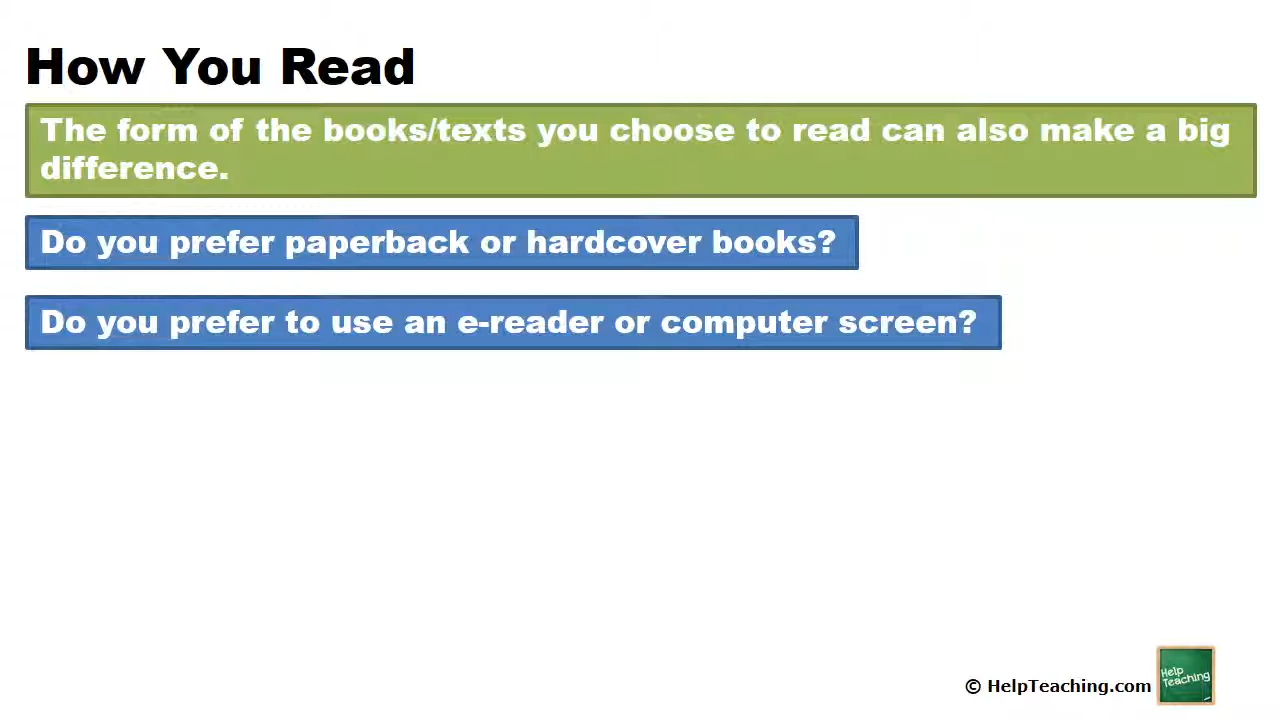 How You Read
The form of the books/texts you choose to read can also make a big
difference.
Do you prefer paperback or hardcover books?
Do you prefer to use an e-reader or computer screen?
© HelpTeaching.com
Help
Teaching